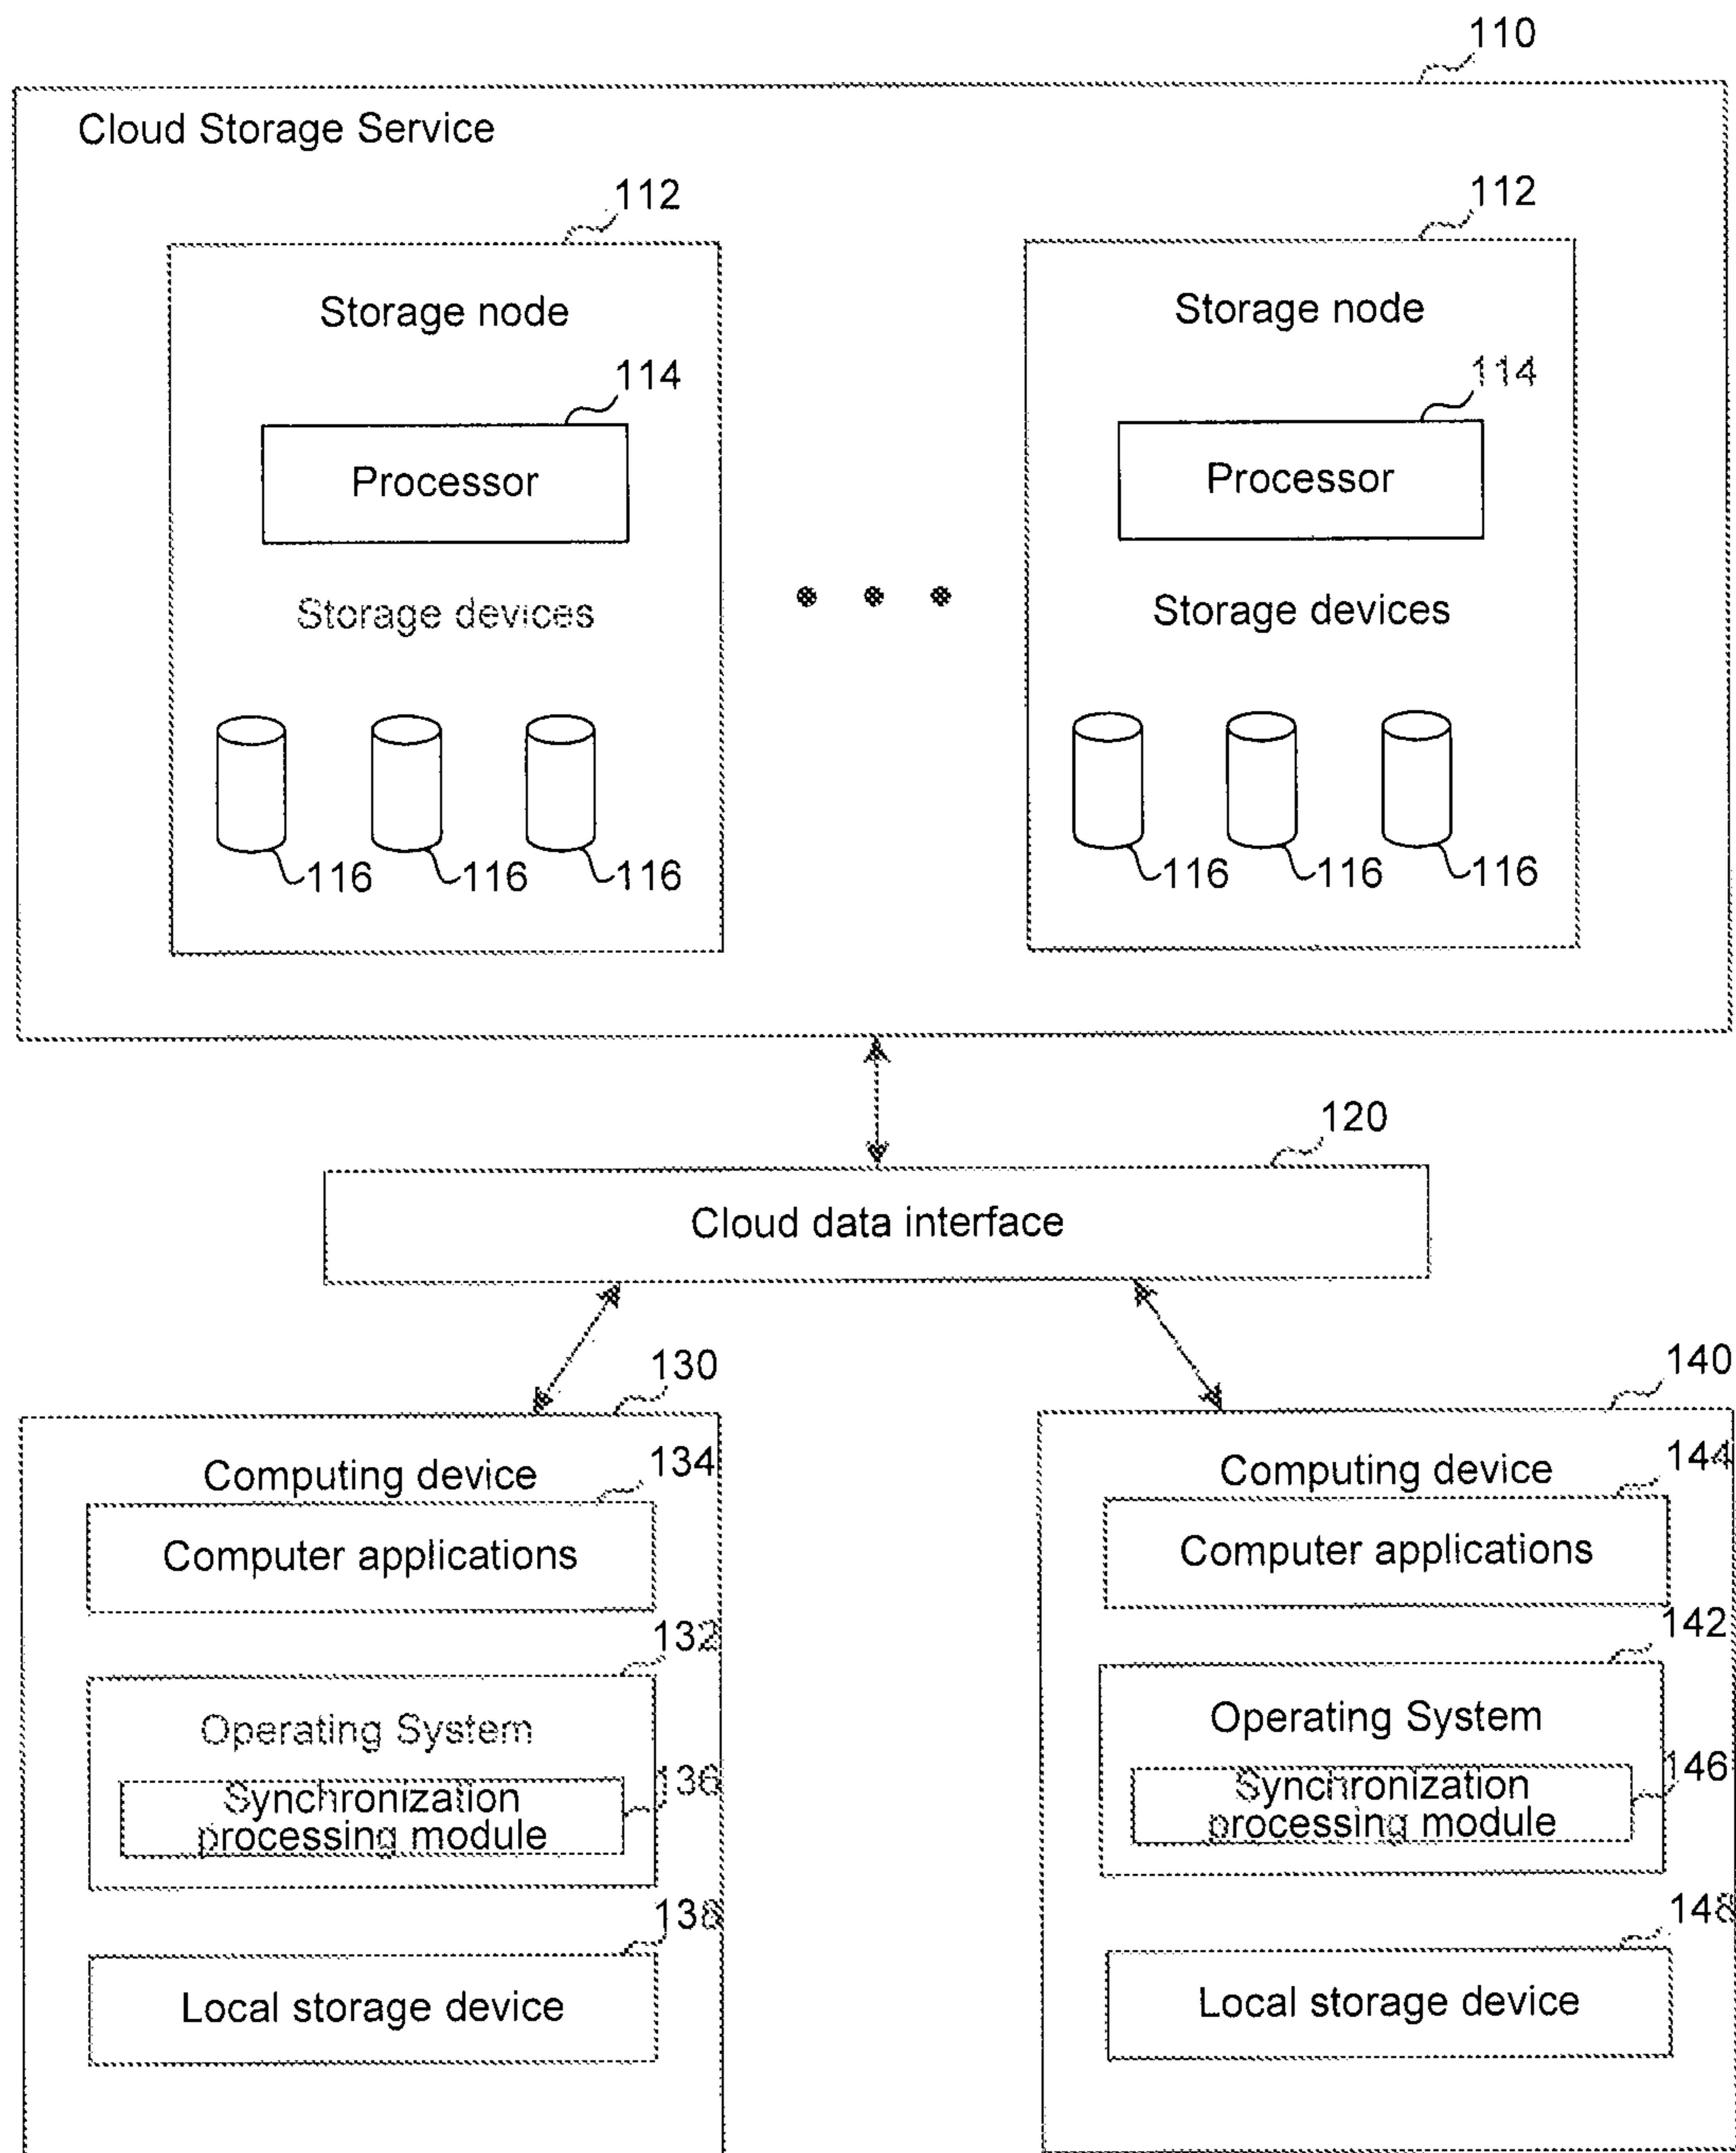 110
Cloud Storage Service
112
112
Storage node
Storage node
114
114
Processor
Processor
Storage devices
Storage devices
116
116
116
116
116
116
120
Cloud data interface
130
140
Computing device
134
Computing device
144
Computer applications
Computer applications
132
142
Operating System
Operating System
136
146
Synchronization
processing module
Synchronization
processing module
138
148
Local storage device
Local storage device